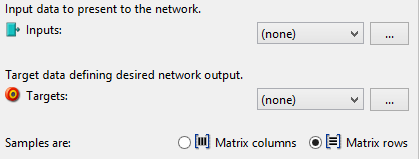 Input data to present to the network.
Inputs: (none) ...
Target data defining desired network output.
Targets: (none) ...
Samples are: Matrix columns Matrix rows